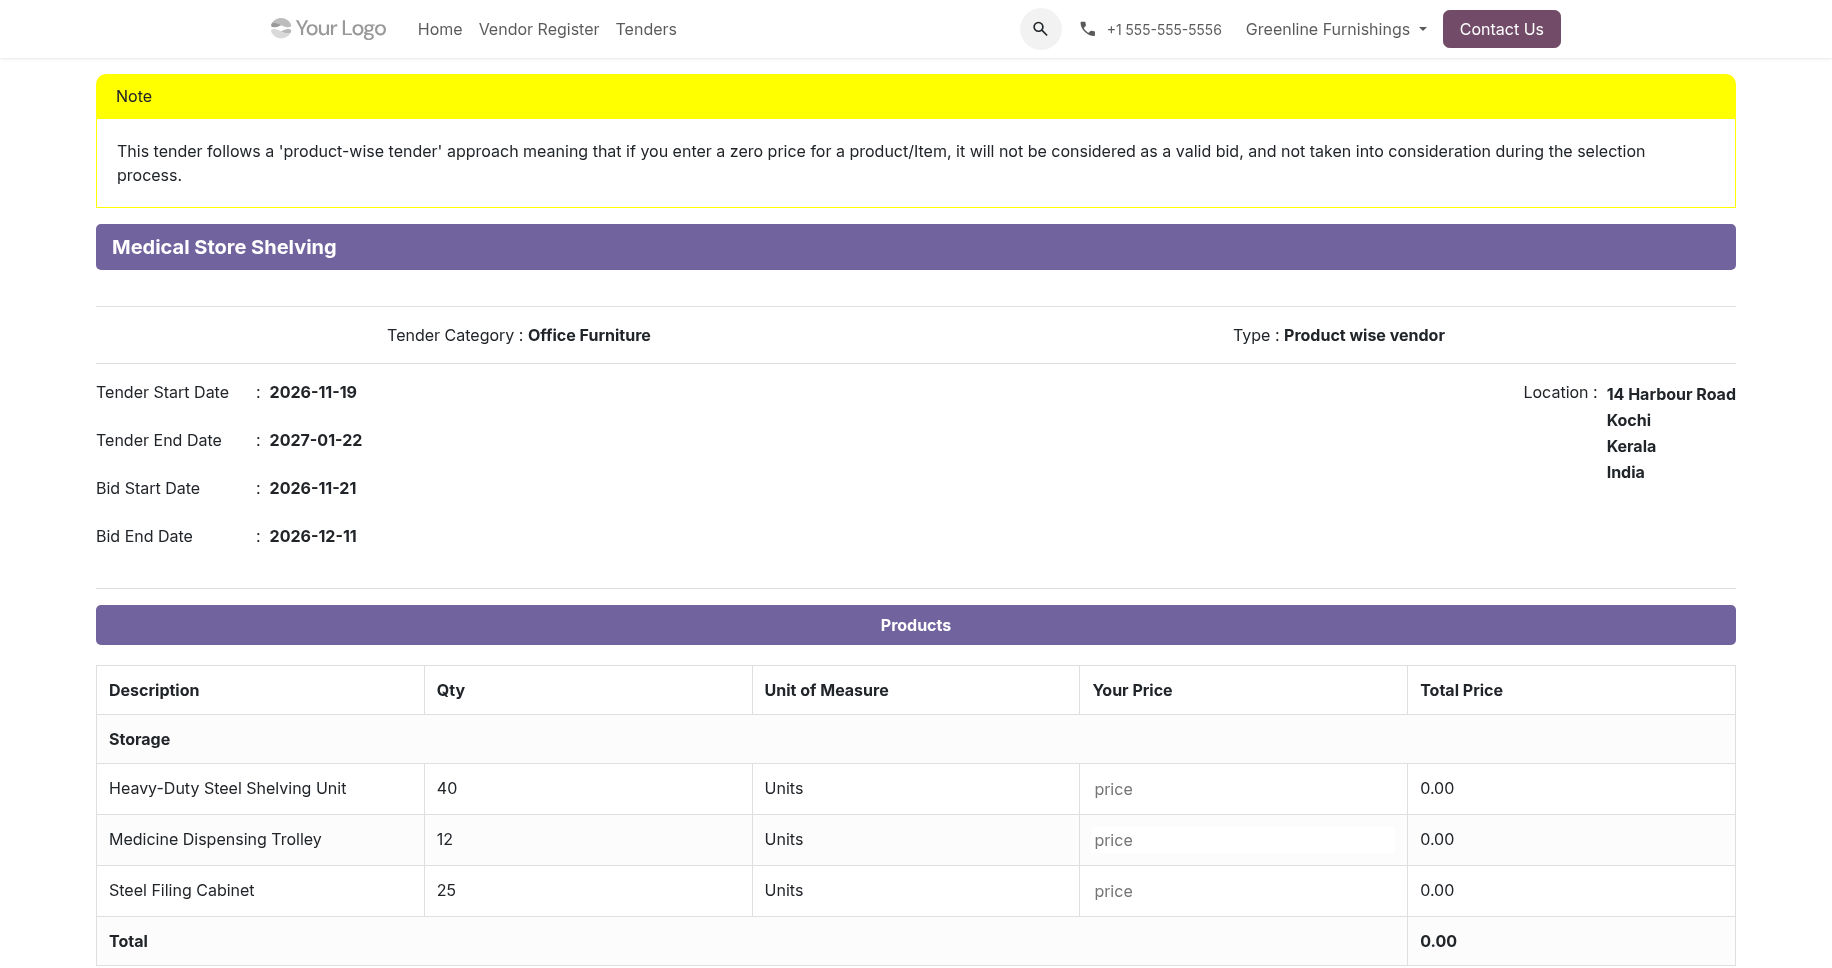 Your Logo Home Vendor Register Tenders +1 555-555-5556 Greenline Furnishings Contact Us
Note
This tender follows a 'product-wise tender' approach meaning that if you enter a zero price for a product/Item, it will not be considered as a valid bid, and not taken into consideration during the selection
process.
Medical Store Shelving
Tender Category : Office Furniture Type : Product wise vendor
Tender Start Date : 2026-11-19 Location : 14 Harbour Road
Kochi
Tender End Date : 2027-01-22
Kerala
India
Bid Start Date : 2026-11-21
Bid End Date : 2026-12-11
Products
Description Qty Unit of Measure Your Price Total Price
Storage
Heavy-Duty Steel Shelving Unit 40 Units price 0.00
Medicine Dispensing Trolley 12 Units price 0.00
Steel Filing Cabinet 25 Units price 0.00
Total 0.00